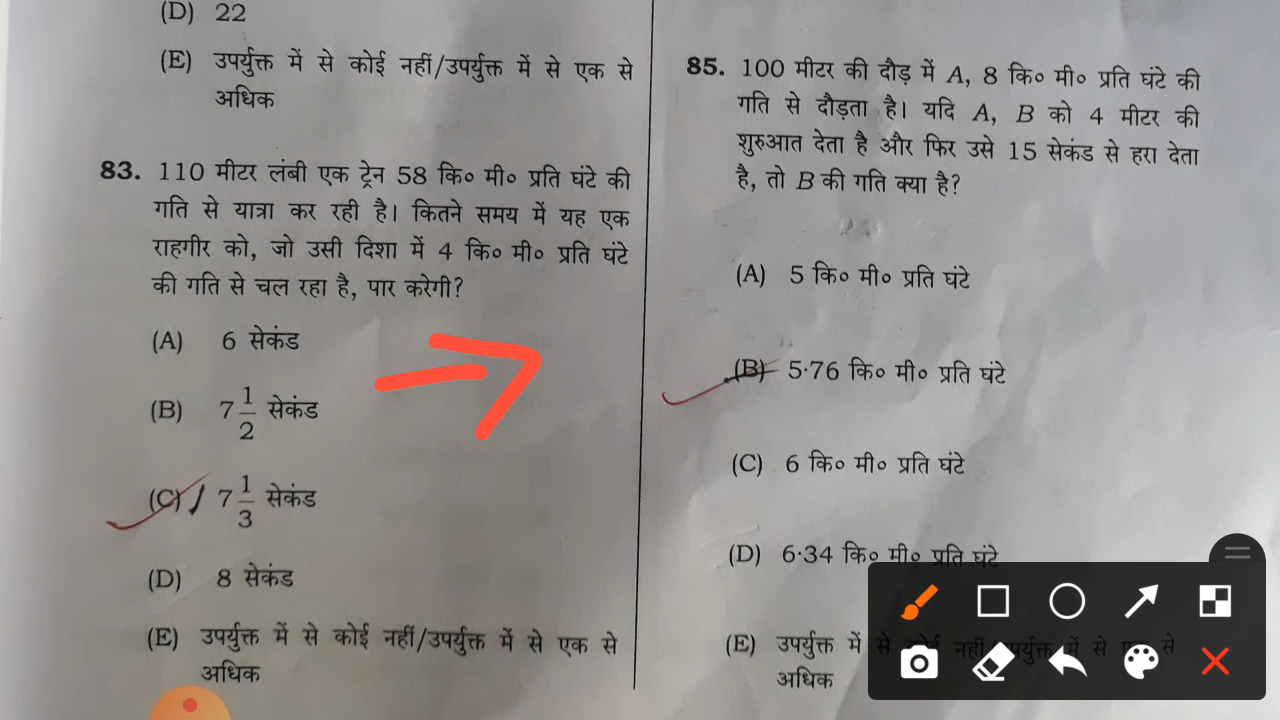 (D) 22
(E) उपर्युक्त में से कोई नहीं/उपर्युक्त में से एक से
अधिक
83. 110 मीटर लंबी एक ट्रेन 58 कि० मी० प्रति घंटे की
गति से यात्रा कर रही है। कितने समय में यह एक
राहगीर को, जो उसी दिशा में 4 कि० मी० प्रति घंटे
की गति से चल रहा है, पार करेगी?
(A) 6 सेकंड
(B) 7 1/2 सेकंड
(C) 7 1/3 सेकंड
(D) 8 सेकंड
(E) उपर्युक्त में से कोई नहीं/उपर्युक्त में से एक से
अधिक
85. 100 मीटर की दौड़ में A, 8 कि० मी० प्रति घंटे की
गति से दौड़ता है। यदि A, B को 4 मीटर की
शुरुआत देता है और फिर उसे 15 सेकंड से हरा देता
है, तो B की गति क्या है?
(A) 5 कि० मी० प्रति घंटे
(B) 5·76 कि० मी० प्रति घंटे
(C) 6 कि० मी० प्रति घंटे
(D) 6·34 कि० मी० प्रति घंटे
(E) उपर्युक्त में से कोई नहीं/उपर्युक्त में से एक से
अधिक